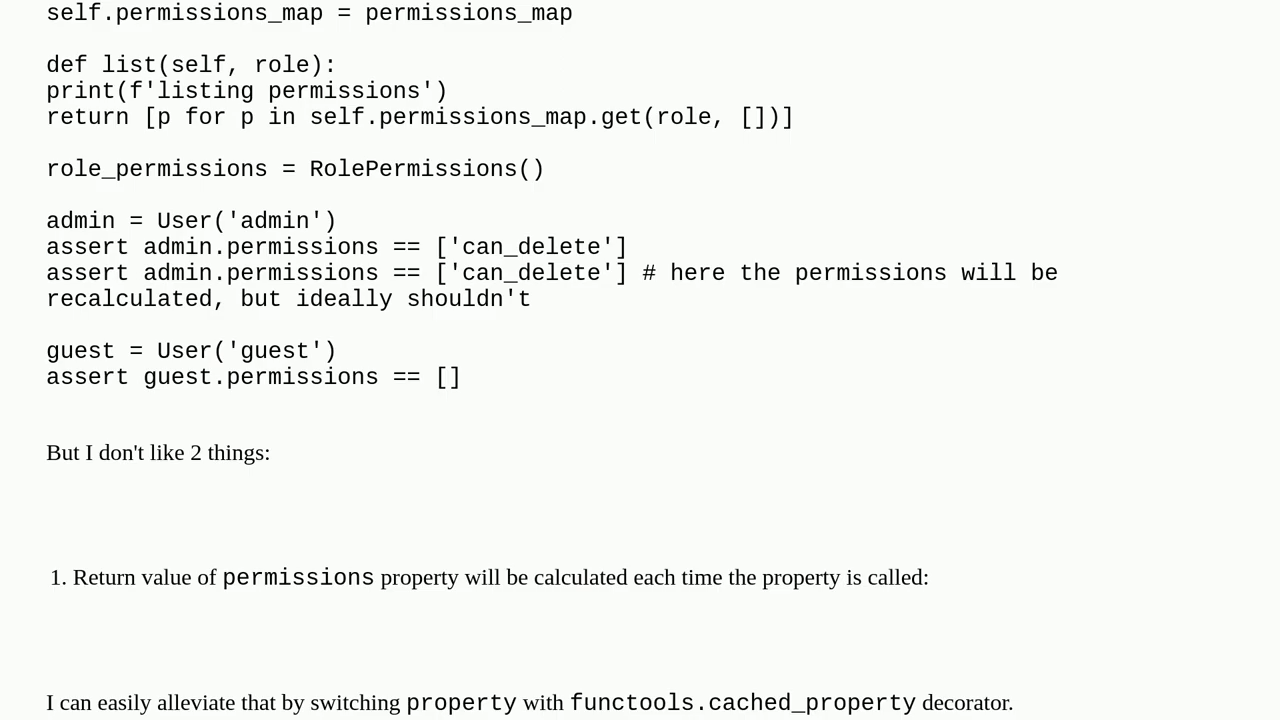 self.permissions_map = permissions_map
def list(self, role):
print(f'listing permissions')
return [p for p in self.permissions_map.get(role, [])]
role_permissions = RolePermissions()
admin = User('admin')
assert admin.permissions == ['can_delete']
assert admin.permissions == ['can_delete'] # here the permissions will be
recalculated, but ideally shouldn't
guest = User('guest')
assert guest.permissions == []
But I don't like 2 things:
1. Return value of permissions property will be calculated each time the property is called:
I can easily alleviate that by switching property with functools.cached_property decorator.